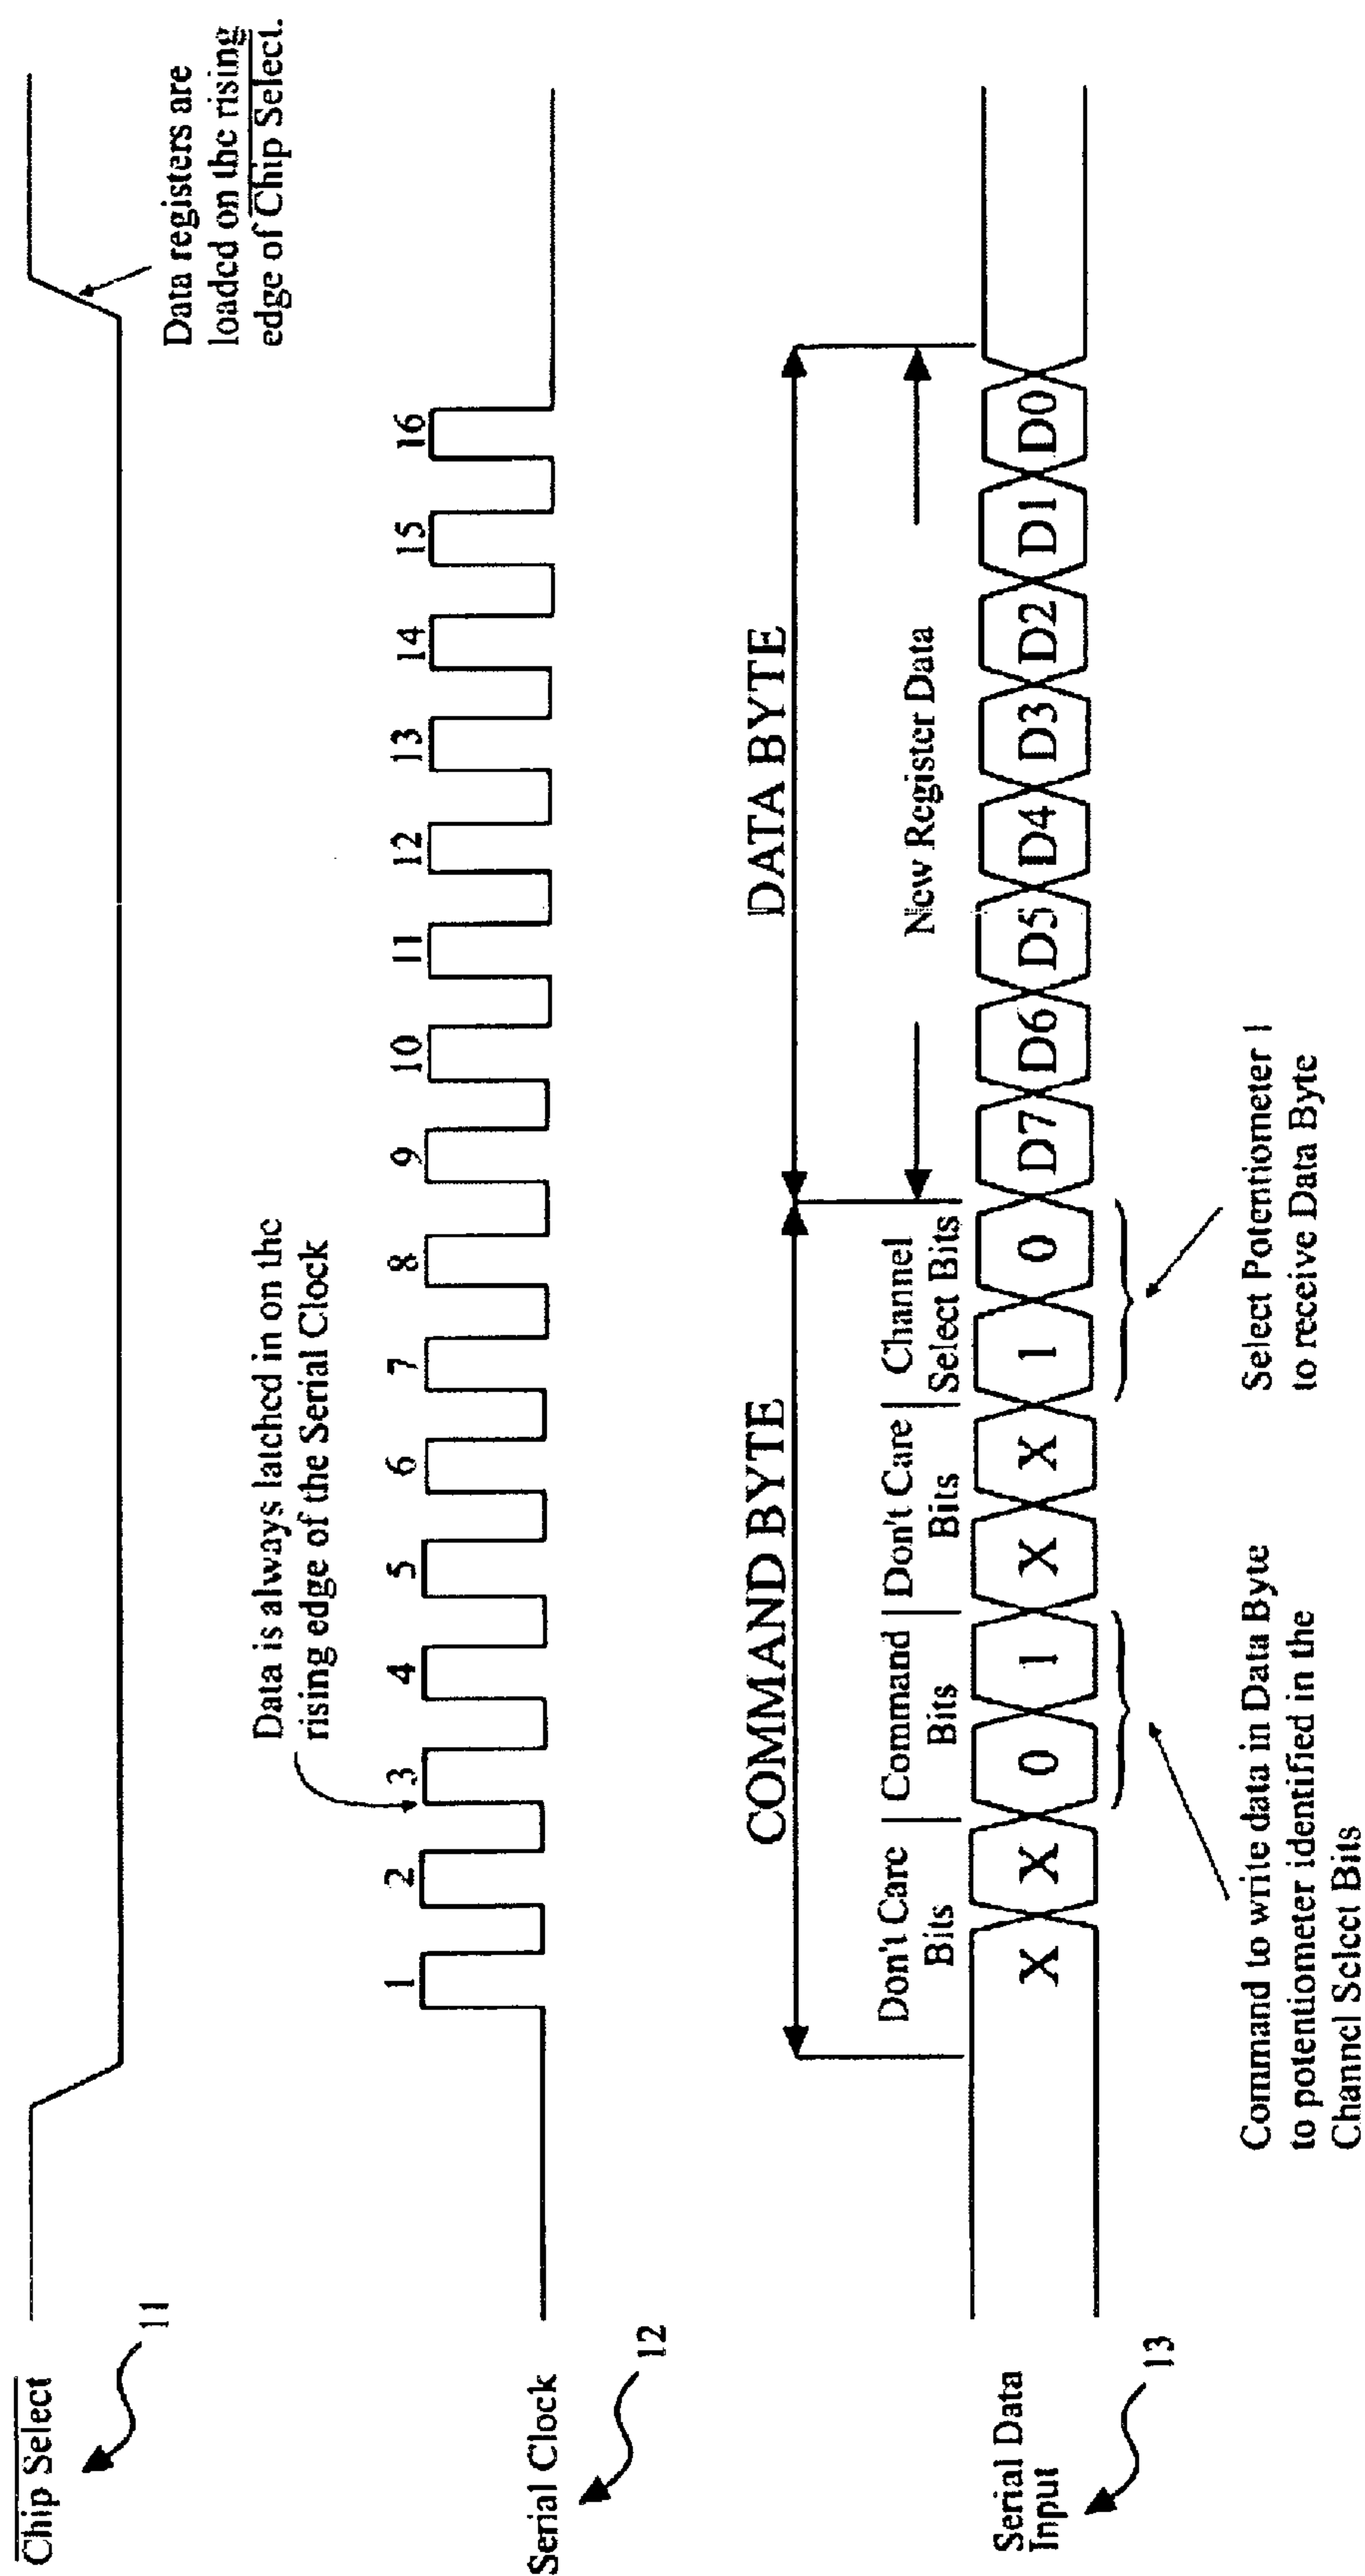 Chip Select
11
Data registers are
loaded on the rising
edge of Chip Select.
Data is always latched in on the
rising edge of the Serial Clock
Serial Clock
12
1 2 3 4 5 6 7 8 9 10 11 12 13 14 15 16
COMMAND BYTE
DATA BYTE
Don't Care
Bits
Command
Bits
Don't Care
Bits
Channel
Select Bits
New Register Data
Serial Data
Input
13
X X 0 1 X X 1 0 D7 D6 D5 D4 D3 D2 D1 D0
Command to write data in Data Byte
to potentiometer identified in the
Channel Select Bits
Select Potentiometer 1
to receive Data Byte